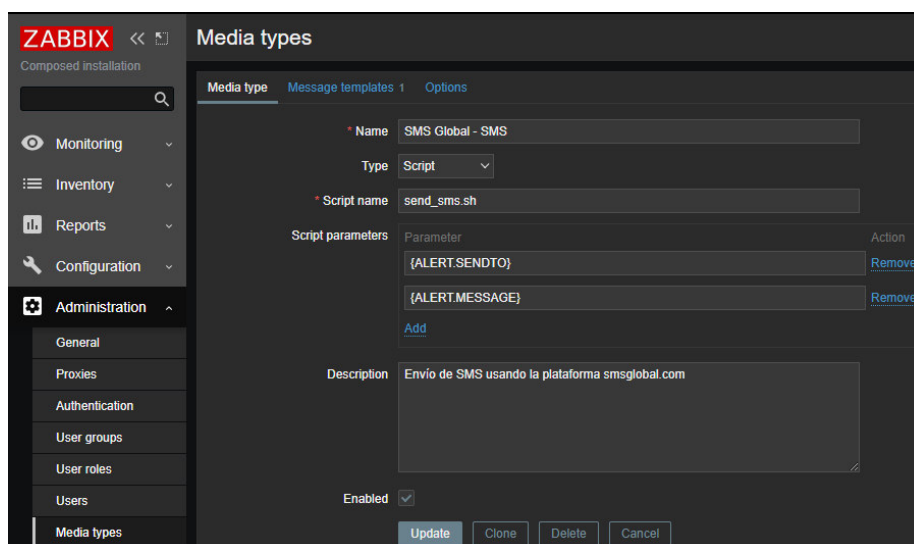 ZABBIX
Composed installation
Monitoring
Inventory
Reports
Configuration
Administration
General
Proxies
Authentication
User groups
User roles
Users
Media types
Media types
Media type Message templates 1 Options
* Name SMS Global - SMS
Type Script
* Script name send_sms.sh
Script parameters Parameter Action
{ALERT.SENDTO} Remove
{ALERT.MESSAGE} Remove
Add
Description Envío de SMS usando la plataforma smsglobal.com
Enabled
Update Clone Delete Cancel